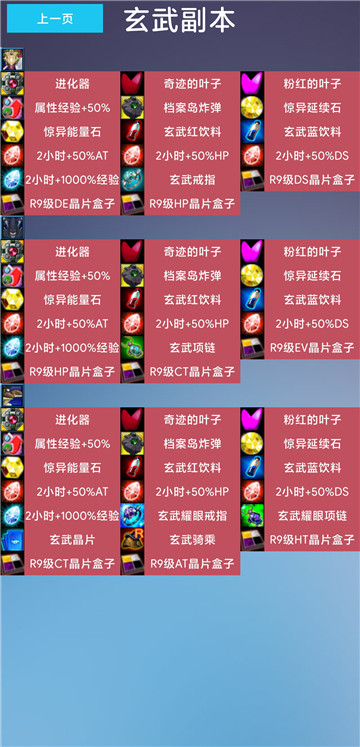 上一页 玄武副本
进化器 奇迹的叶子 粉红的叶子
属性经验+50% 档案岛炸弹 惊异延续石
惊异能量石 玄武红饮料 玄武蓝饮料
2小时+50%AT 2小时+50%HP 2小时+50%DS
2小时+1000%经验 玄武戒指 R9级DS晶片盒子
R9级DE晶片盒子 R9级HP晶片盒子
进化器 奇迹的叶子 粉红的叶子
属性经验+50% 档案岛炸弹 惊异延续石
惊异能量石 玄武红饮料 玄武蓝饮料
2小时+50%AT 2小时+50%HP 2小时+50%DS
2小时+1000%经验 玄武项链 R9级EV晶片盒子
R9级HP晶片盒子 R9级CT晶片盒子
进化器 奇迹的叶子 粉红的叶子
属性经验+50% 档案岛炸弹 惊异延续石
惊异能量石 玄武红饮料 玄武蓝饮料
2小时+50%AT 2小时+50%HP 2小时+50%DS
2小时+1000%经验 玄武耀眼戒指 玄武耀眼项链
玄武晶片 玄武骑乘 R9级HT晶片盒子
R9级CT晶片盒子 R9级AT晶片盒子